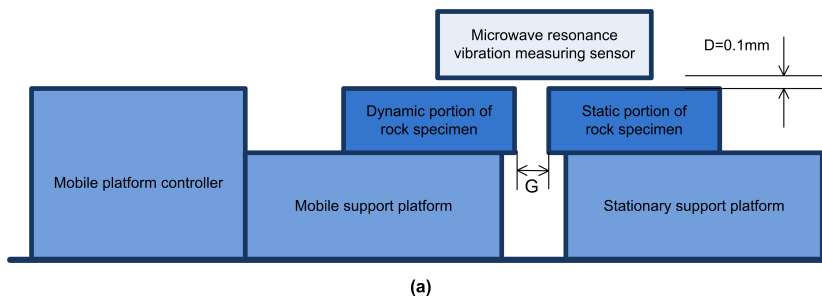 Microwave resonance
vibration measuring sensor
D=0.1mm
Dynamic portion of
rock specimen
Static portion of
rock specimen
Mobile platform controller
G
Mobile support platform
Stationary support platform
(a)